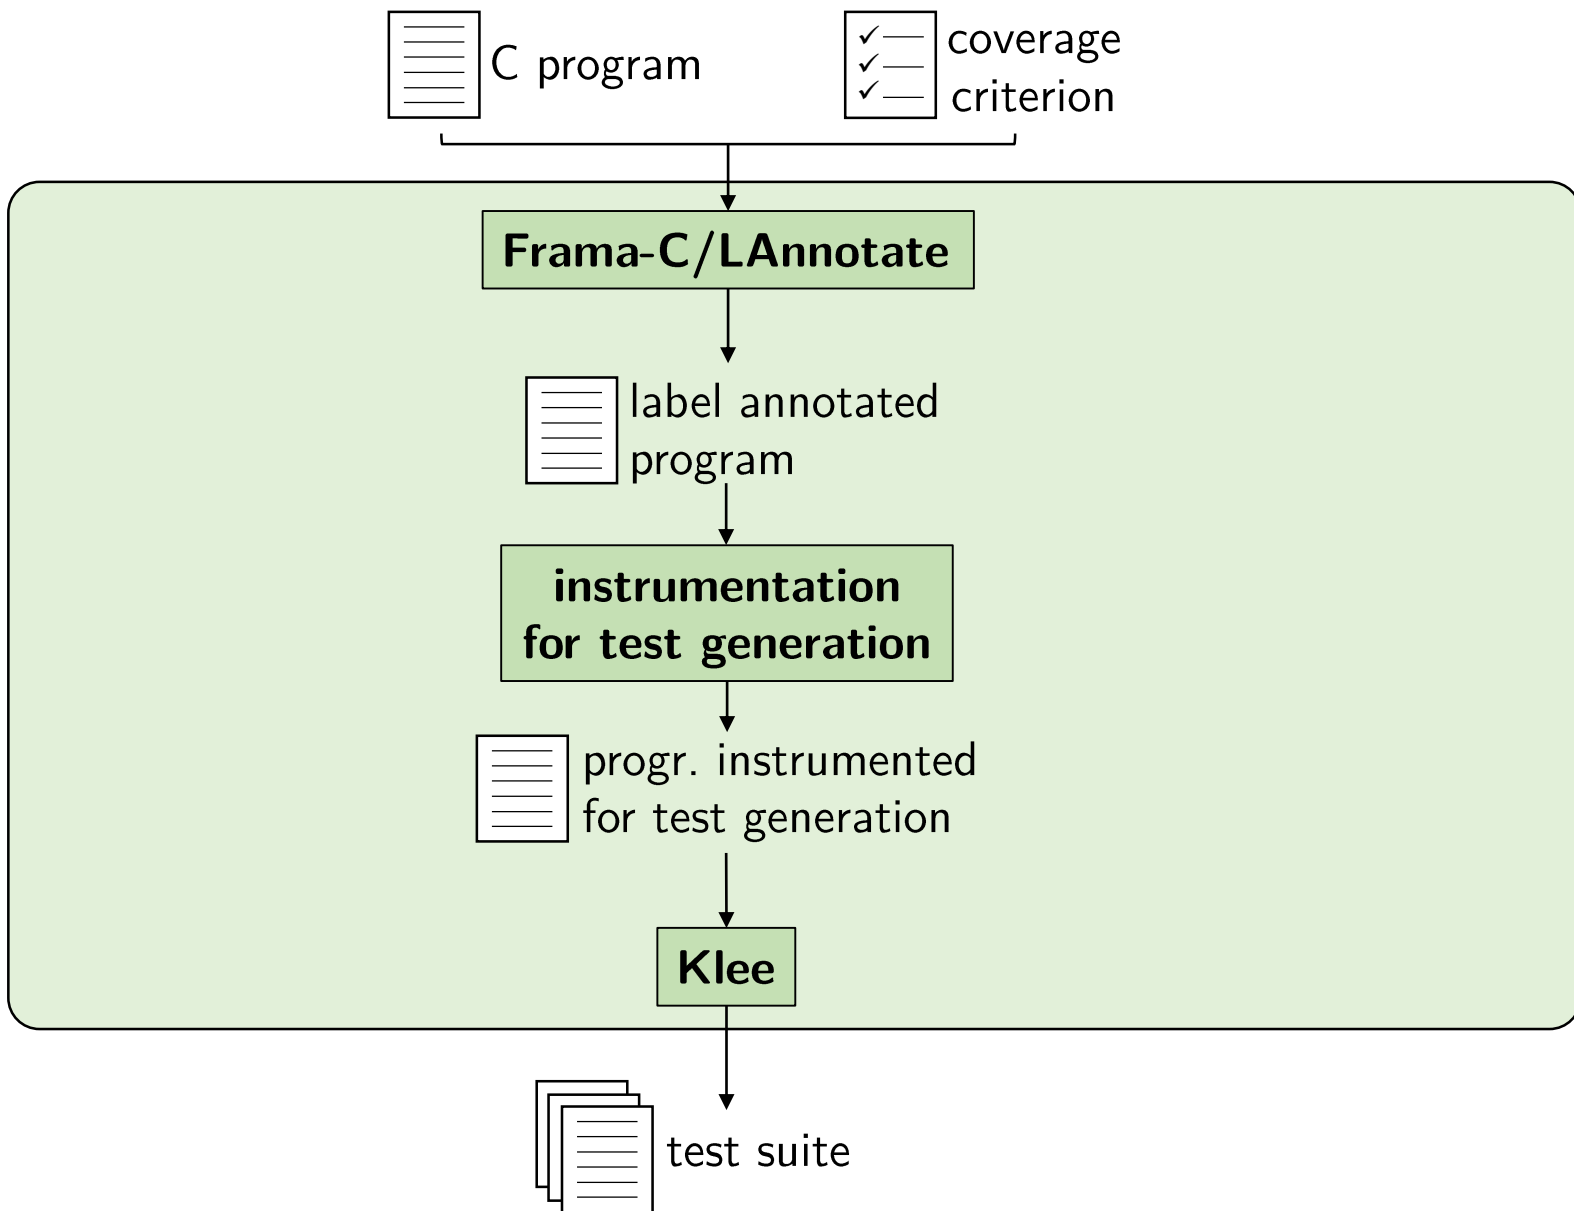 C program
coverage
criterion
Frama-C/LAnnotate
label annotated
program
instrumentation
for test generation
progr. instrumented
for test generation
Klee
test suite